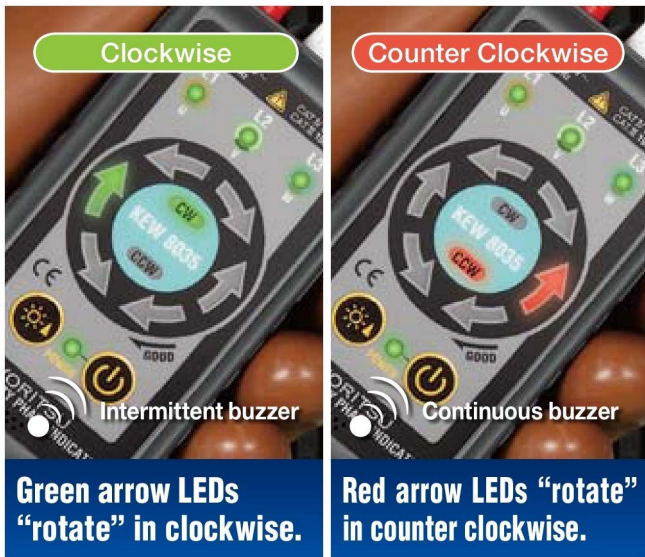 Clockwise
L1
U
L2
V
L3
CW
KEW 8035
CCW
CE
GOOD
Intermittent buzzer
Green arrow LEDs
“rotate” in clockwise.
Counter Clockwise
L1
U
L2
V
L3
CW
KEW 8035
CCW
CE
GOOD
Continuous buzzer
Red arrow LEDs “rotate”
in counter clockwise.